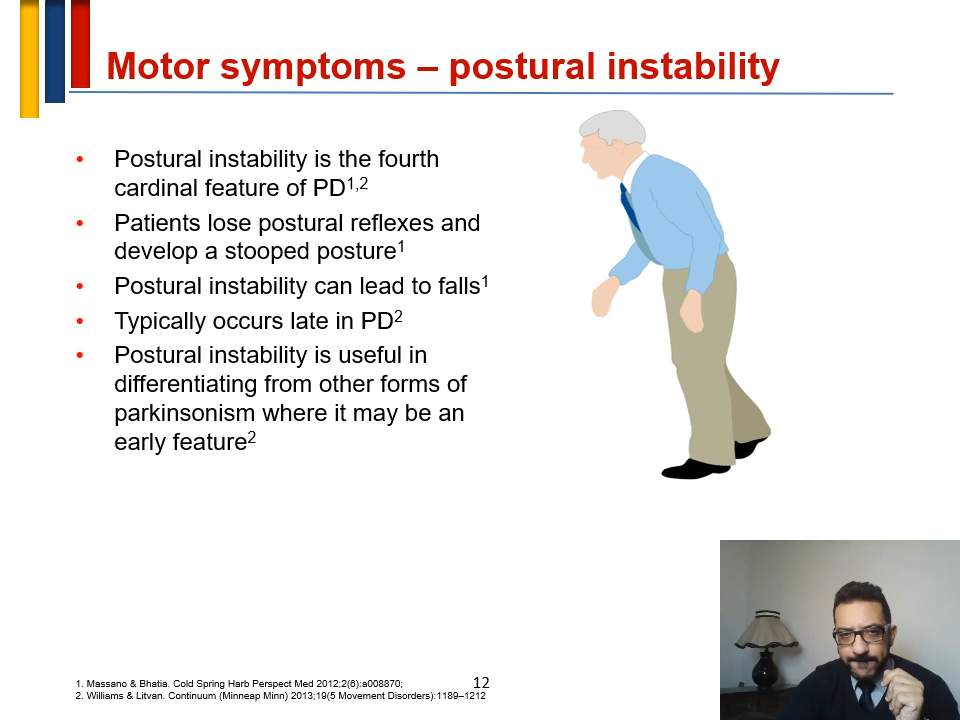 Motor symptoms – postural instability
• Postural instability is the fourth
cardinal feature of PD1,2
• Patients lose postural reflexes and
develop a stooped posture1
• Postural instability can lead to falls1
• Typically occurs late in PD2
• Postural instability is useful in
differentiating from other forms of
parkinsonism where it may be an
early feature2
1. Massano & Bhatia. Cold Spring Harb Perspect Med 2012;2(6):a008870;
2. Williams & Litvan. Continuum (Minneap Minn) 2013;19(5 Movement Disorders):1189–1212
12